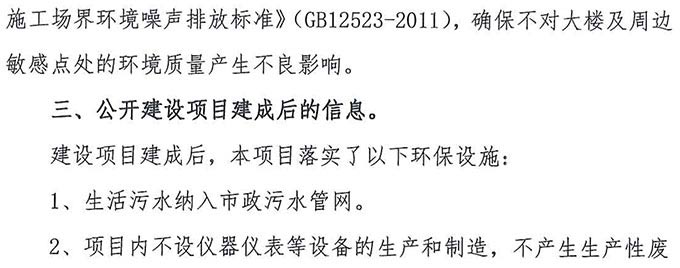 施工场界环境噪声排放标准》（GB12523-2011），确保不对大楼及周边
敏感点处的环境质量产生不良影响。
三、公开建设项目建成后的信息。
建设项目建成后，本项目落实了以下环保设施：
1、生活污水纳入市政污水管网。
2、项目内不设仪器仪表等设备的生产和制造，不产生生产性废